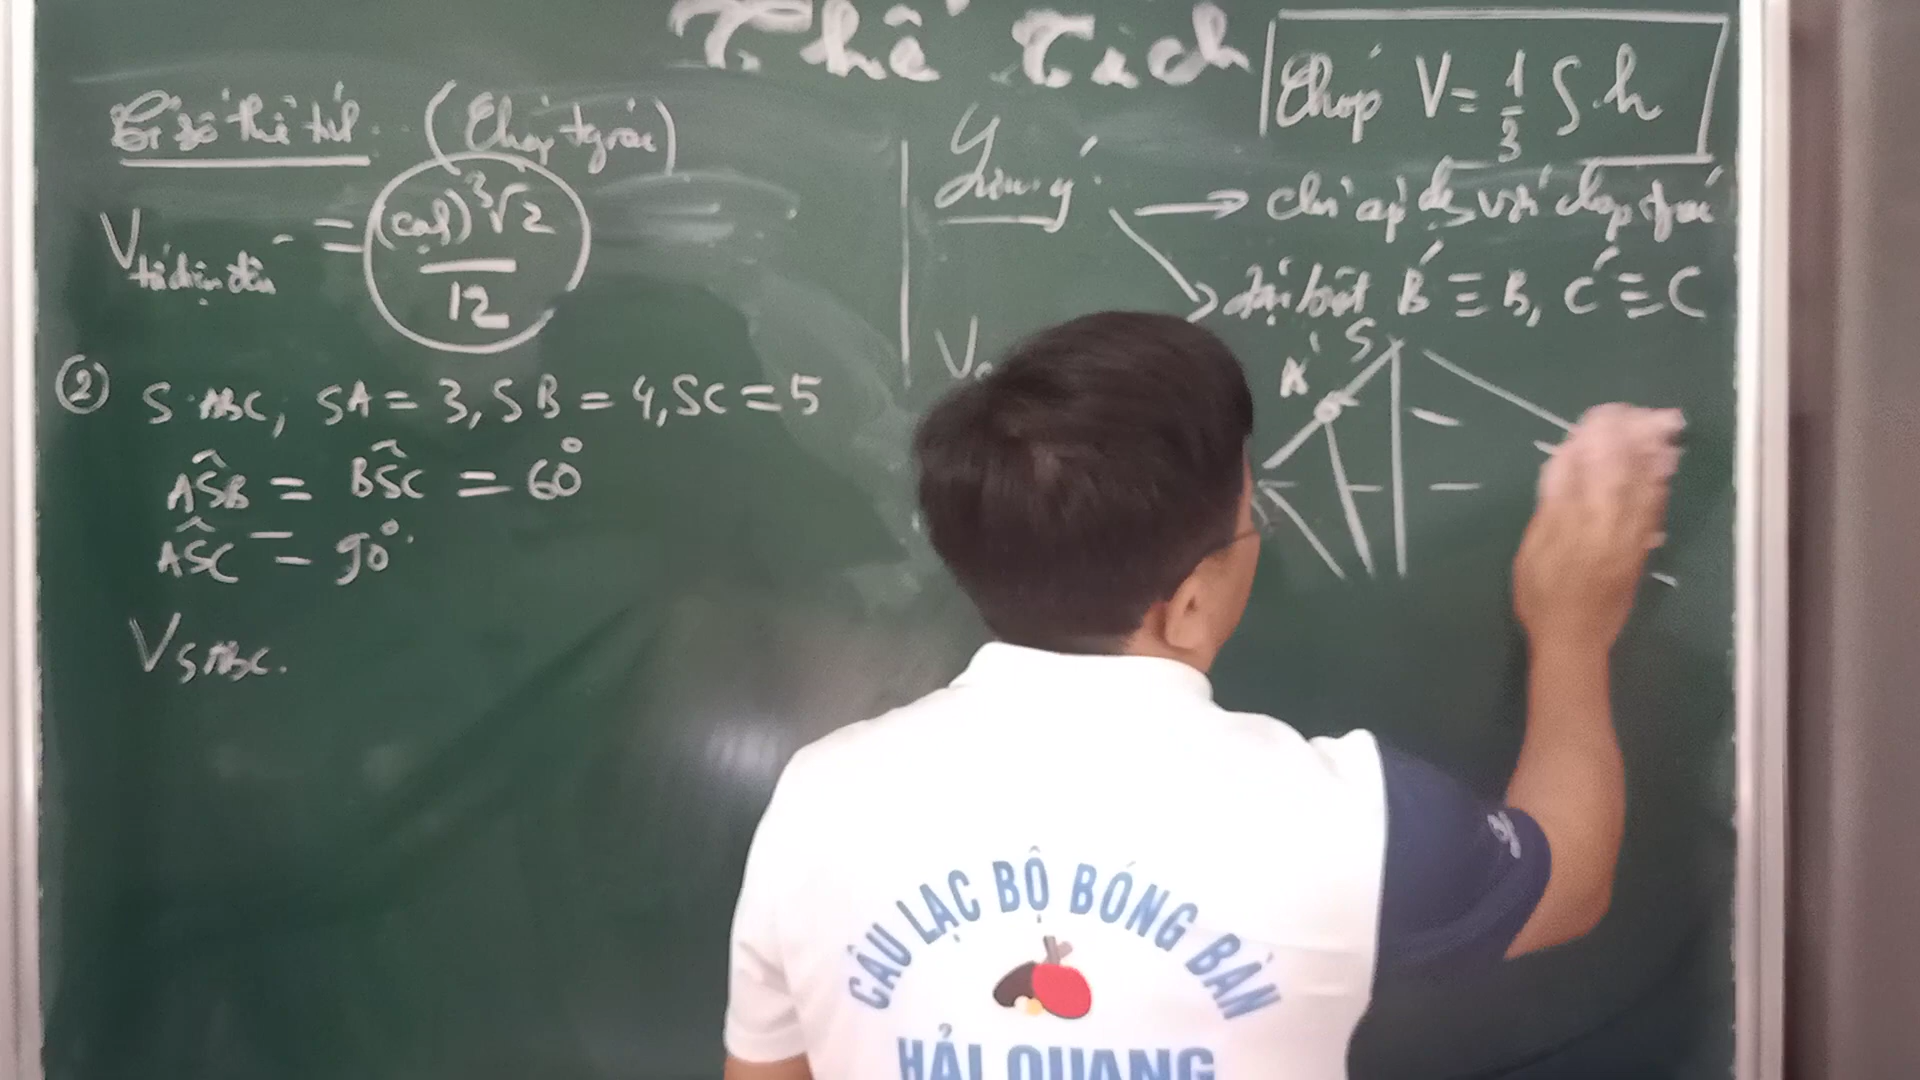 Thể Tích
Chóp V = 1/3 S.h
Tỉ số thể tích (Chóp tgiác)
V tứ diện đều = (cạnh)³√2 / 12
Lưu ý:
→ chỉ áp dụng với chóp tgiác
→ đặc biệt B' ≡ B, C' ≡ C
② S.ABC, SA = 3, SB = 4, SC = 5
ASB = BSC = 60°
ASC = 90°.
V SABC.
V
A' S
CÂU LẠC BỘ BÓNG BÀN
HẢI QUANG